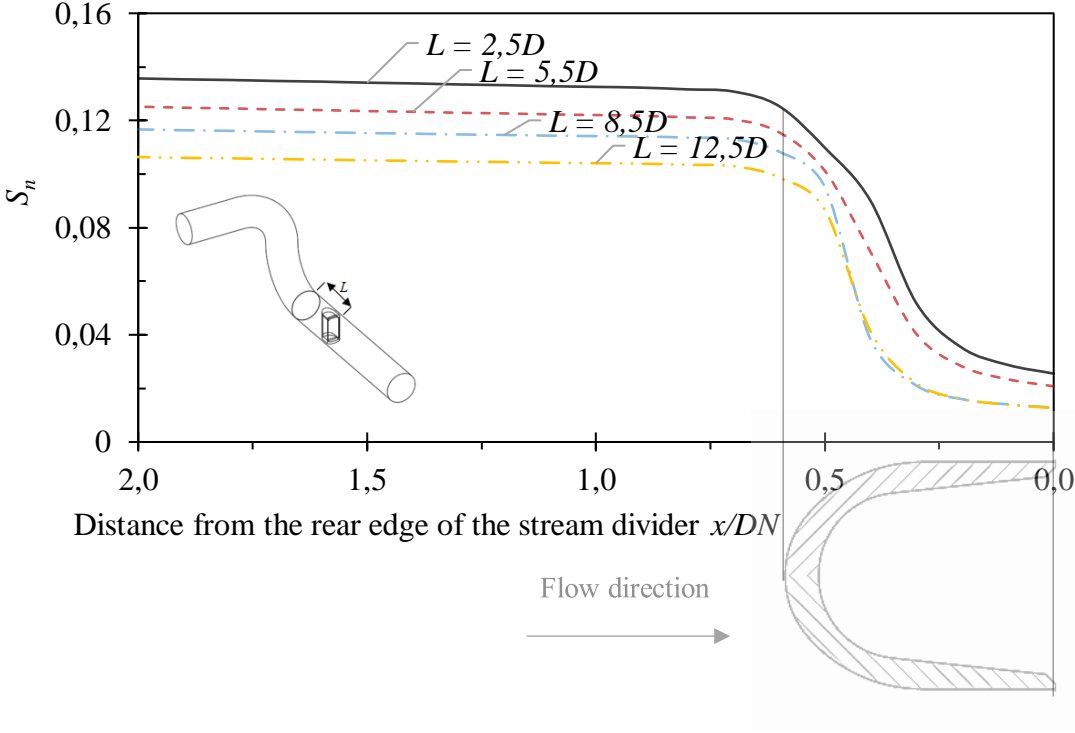 0,16
L = 2,5D
L = 5,5D
0,12
L = 8,5D
L = 12,5D
Sn
0,08
L
0,04
0
2,0 1,5 1,0 0,5 0,0
Distance from the rear edge of the stream divider x/DN
Flow direction